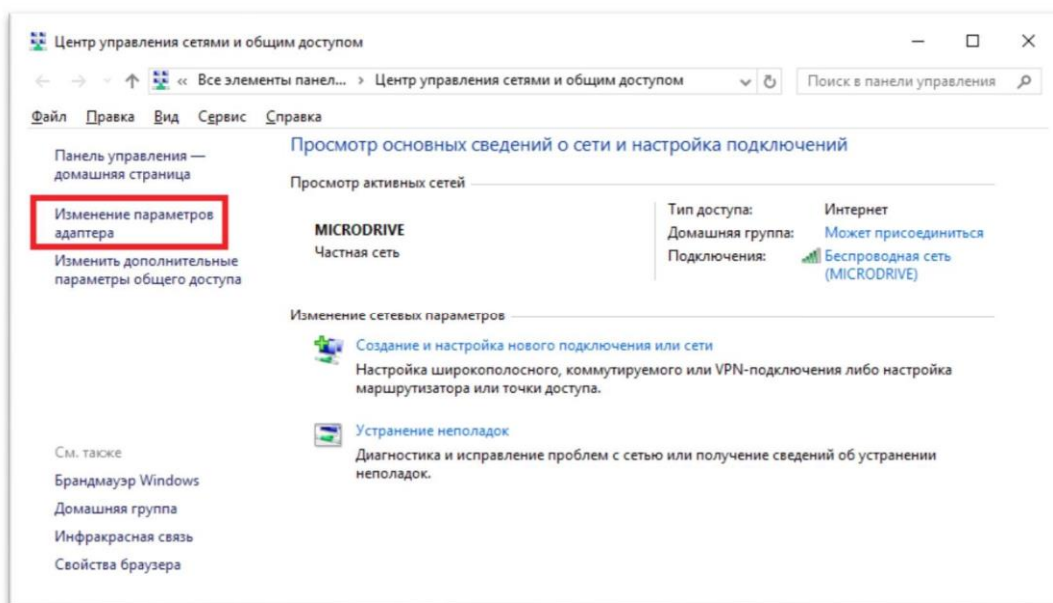 Центр управления сетями и общим доступом
« Все элементы панел... › Центр управления сетями и общим доступом
Поиск в панели управления
Файл Правка Вид Сервис Справка
Панель управления —
домашняя страница
Изменение параметров
адаптера
Изменить дополнительные
параметры общего доступа
Просмотр основных сведений о сети и настройка подключений
Просмотр активных сетей
MICRODRIVE
Частная сеть
Тип доступа: Интернет
Домашняя группа: Может присоединиться
Подключения: Беспроводная сеть
(MICRODRIVE)
Изменение сетевых параметров
Создание и настройка нового подключения или сети
Настройка широкополосного, коммутируемого или VPN-подключения либо настройка
маршрутизатора или точки доступа.
Устранение неполадок
Диагностика и исправление проблем с сетью или получение сведений об устранении
неполадок.
См. также
Брандмауэр Windows
Домашняя группа
Инфракрасная связь
Свойства браузера